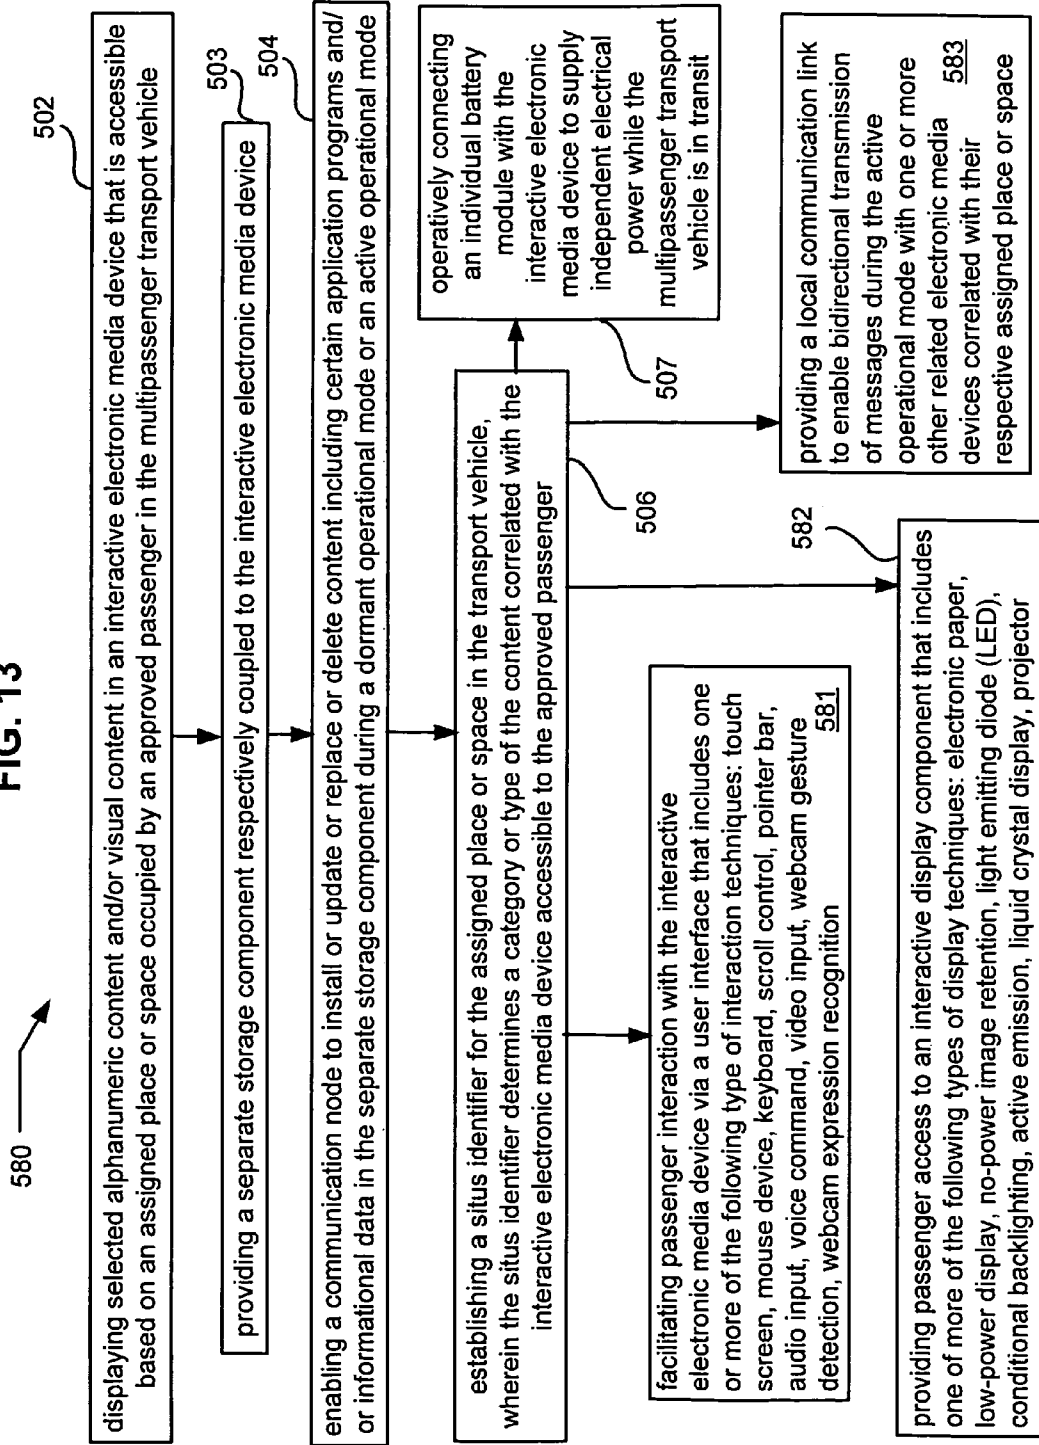 FIG. 13
580
502
displaying selected alphanumeric content and/or visual content in an interactive electronic media device that is accessible
based on an assigned place or space occupied by an approved passenger in the multipassenger transport vehicle
503
providing a separate storage component respectively coupled to the interactive electronic media device
504
enabling a communication node to install or update or replace or delete content including certain application programs and/
or informational data in the separate storage component during a dormant operational mode or an active operational mode
establishing a situs identifier for the assigned place or space in the transport vehicle,
wherein the situs identifier determines a category or type of the content correlated with the
interactive electronic media device accessible to the approved passenger
506
operatively connecting
an individual battery
module with the
interactive electronic
media device to supply
independent electrical
power while the
multipassenger transport
vehicle is in transit
507
facilitating passenger interaction with the interactive
electronic media device via a user interface that includes one
or more of the following type of interaction techniques: touch
screen, mouse device, keyboard, scroll control, pointer bar,
audio input, voice command, video input, webcam gesture
detection, webcam expression recognition 581
582
providing passenger access to an interactive display component that includes
one of more of the following types of display techniques: electronic paper,
low-power display, no-power image retention, light emitting diode (LED),
conditional backlighting, active emission, liquid crystal display, projector
providing a local communication link
to enable bidirectional transmission
of messages during the active
operational mode with one or more
other related electronic media 583
devices correlated with their
respective assigned place or space